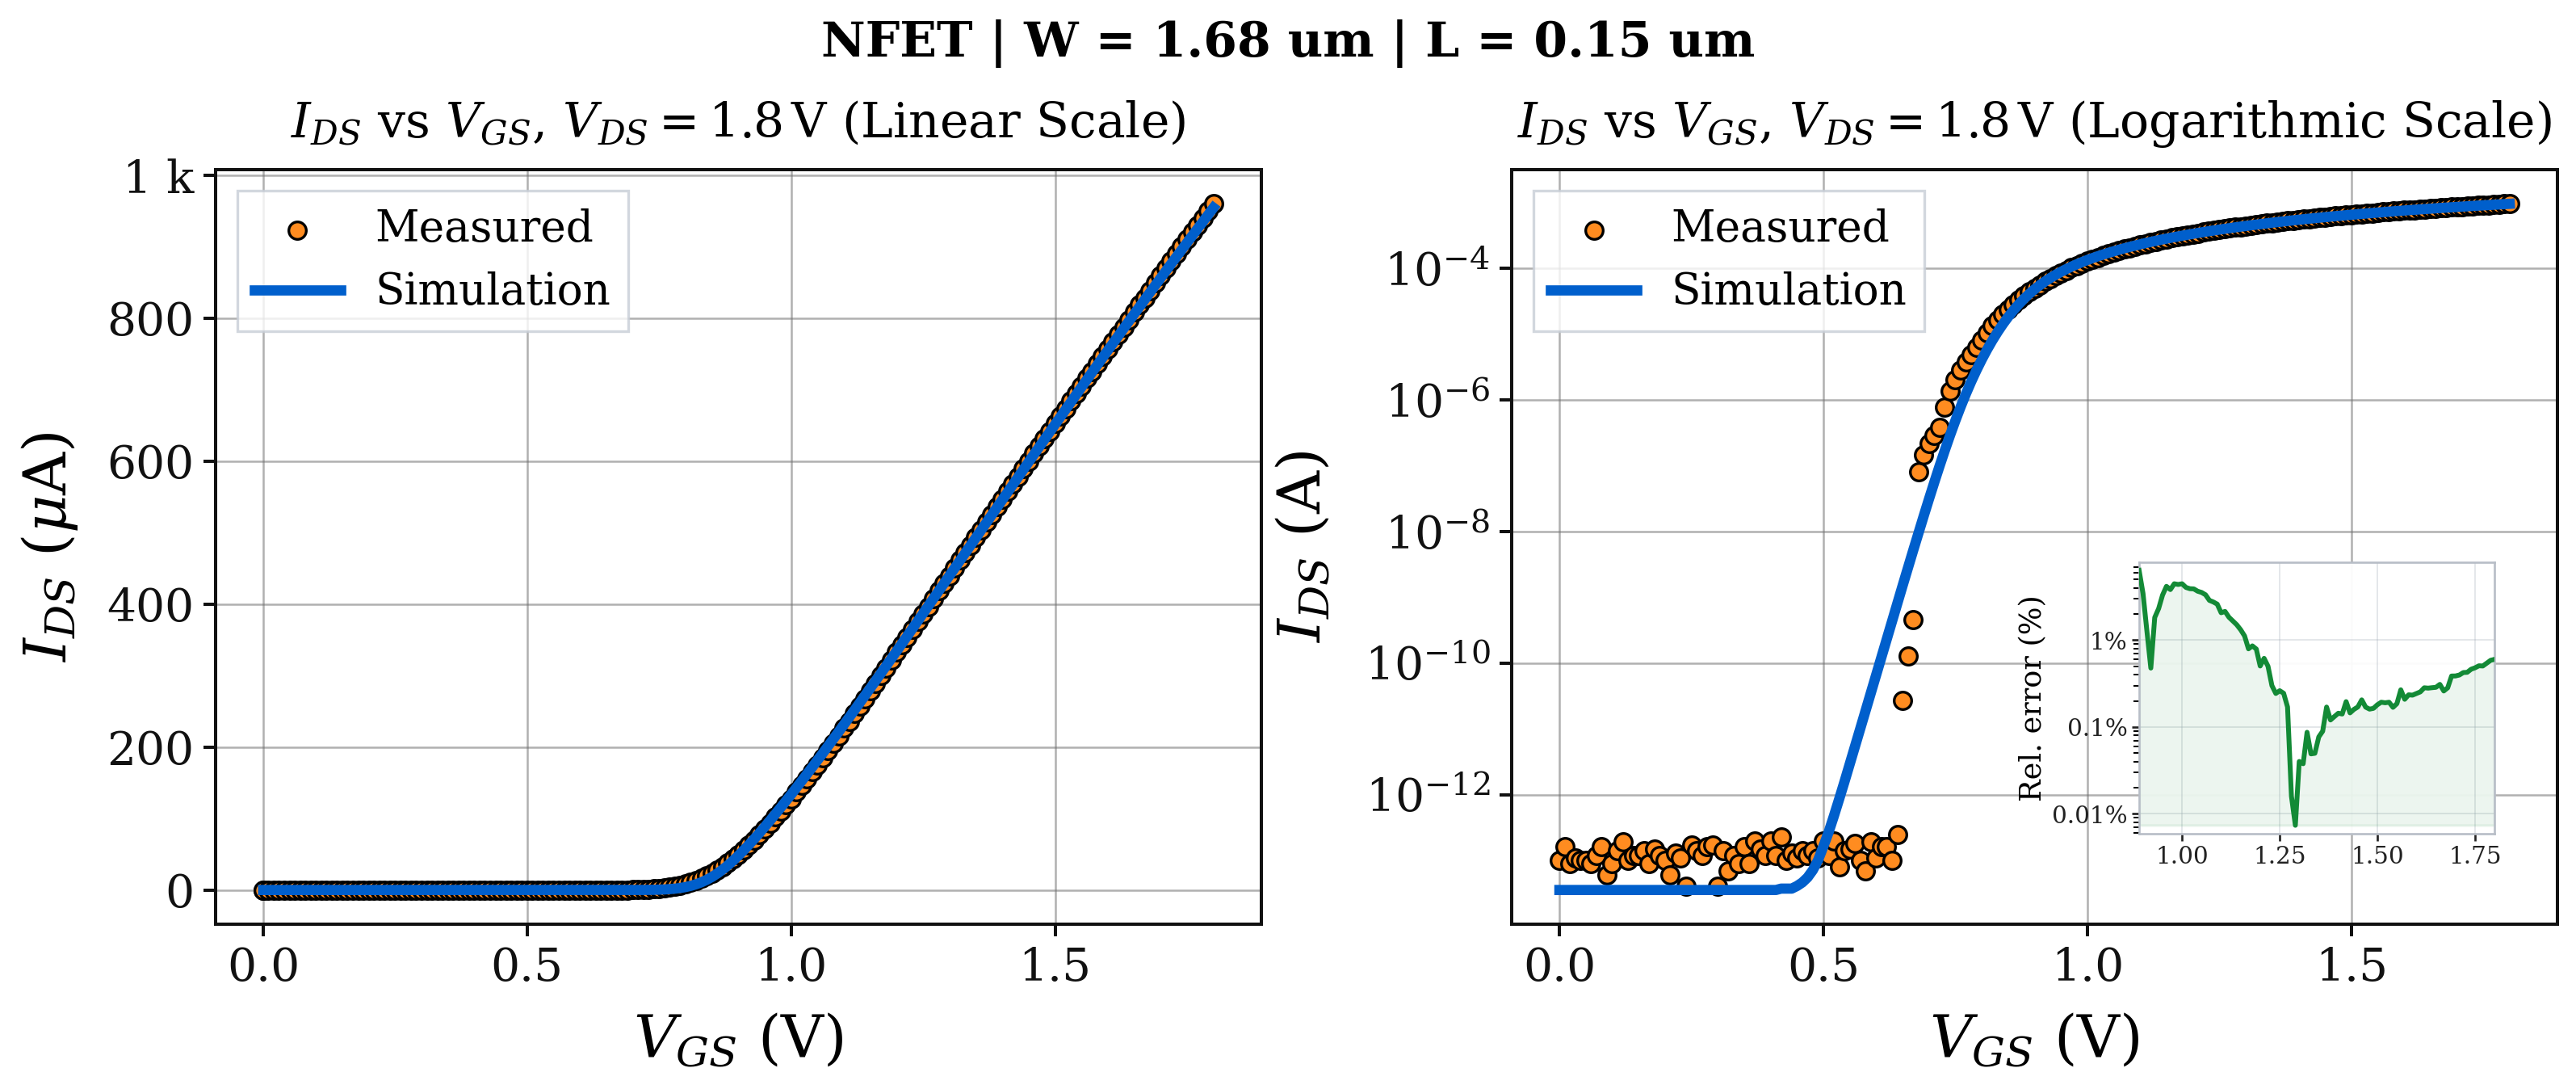 NFET | W = 1.68 um | L = 0.15 um
I_DS vs V_GS, V_DS = 1.8 V (Linear Scale)
1 k
800
600
400
200
0
I_DS (μA)
Measured
Simulation
0.0 0.5 1.0 1.5
V_GS (V)
I_DS vs V_GS, V_DS = 1.8 V (Logarithmic Scale)
10^−4
10^−6
10^−8
10^−10
10^−12
I_DS (A)
Measured
Simulation
Rel. error (%)
1%
0.1%
0.01%
1.00 1.25 1.50 1.75
0.0 0.5 1.0 1.5
V_GS (V)